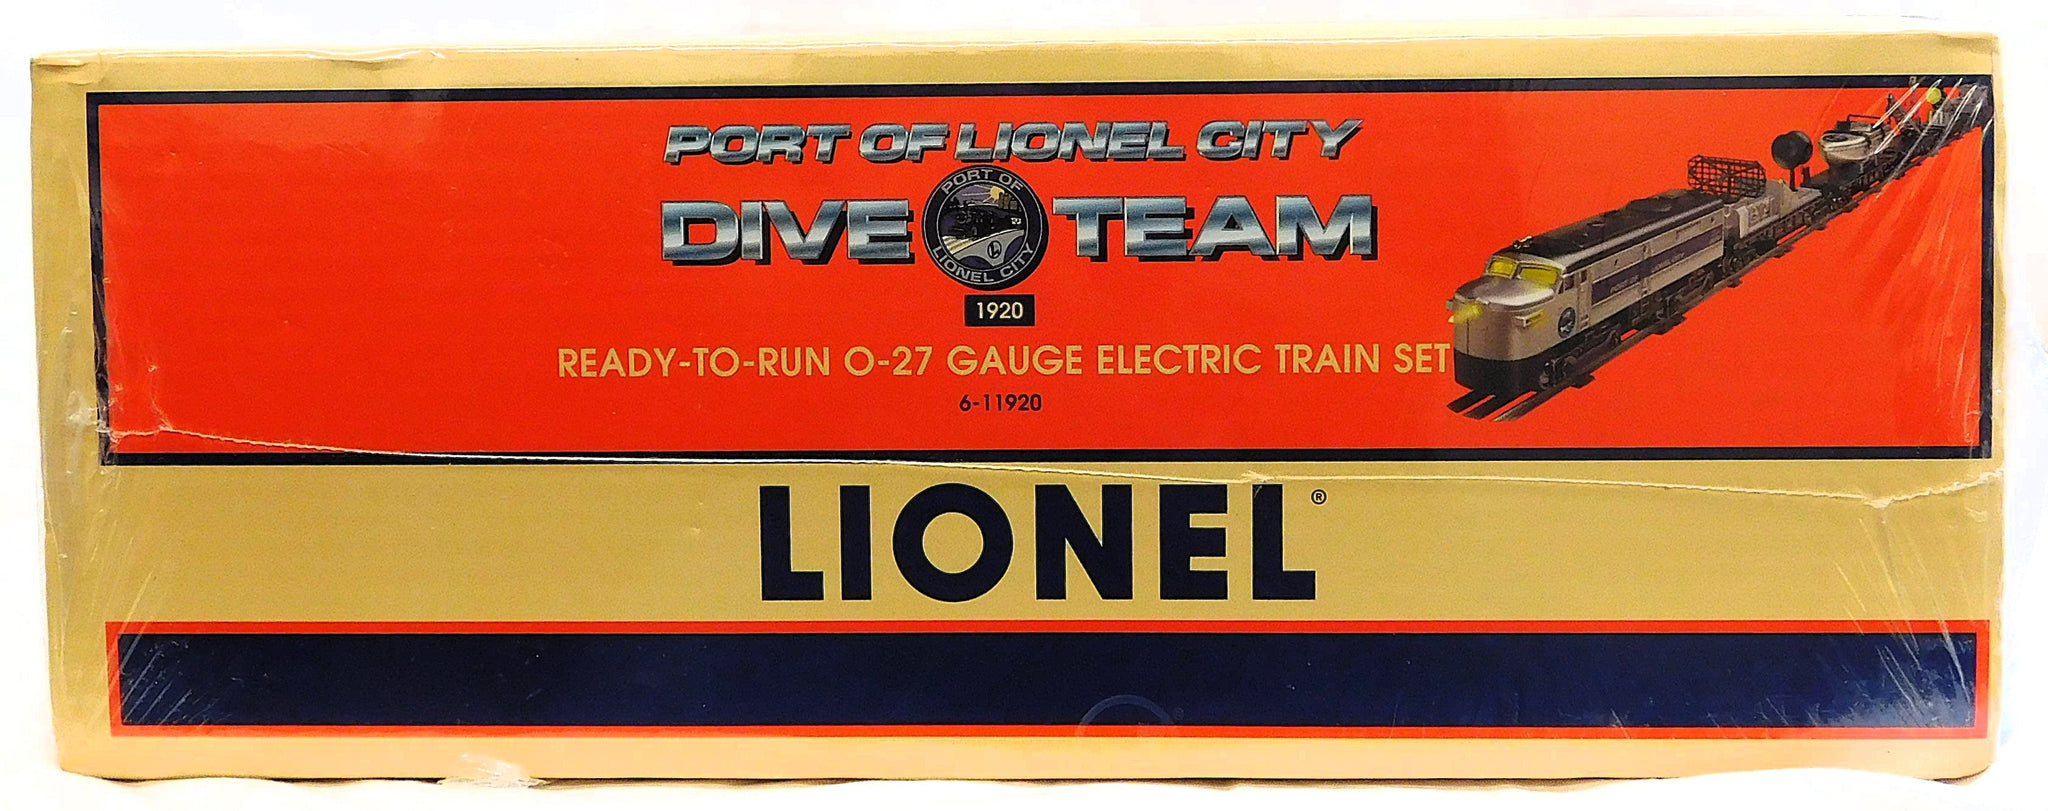 PORT OF LIONEL CITY
DIVE TEAM
PORT OF
LIONEL CITY
1920
READY-TO-RUN O-27 GAUGE ELECTRIC TRAIN SET
6-11920
LIONEL®